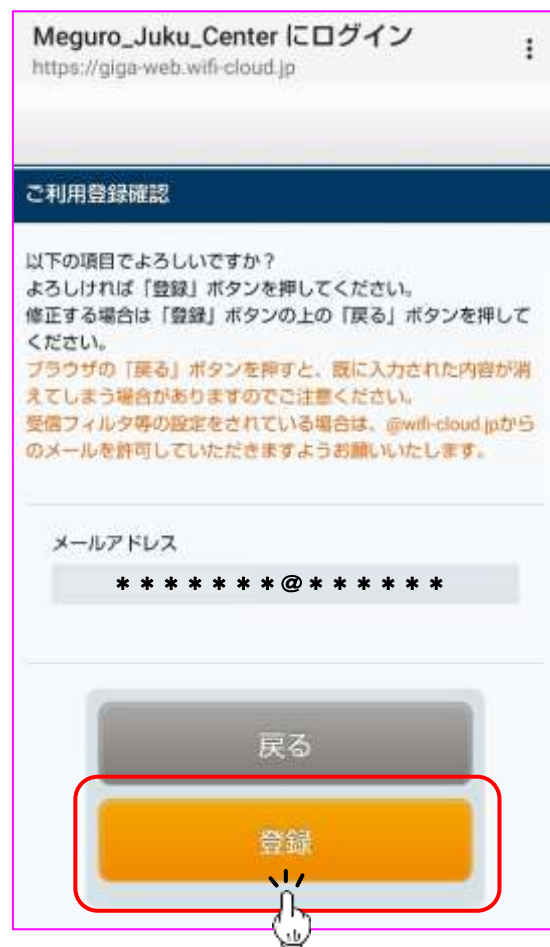 Meguro_Juku_Center にログイン
https://giga-web.wifi-cloud.jp
ご利用登録確認
以下の項目でよろしいですか？
よろしければ「登録」ボタンを押してください。
修正する場合は「登録」ボタンの上の「戻る」ボタンを押して
ください。
ブラウザの「戻る」ボタンを押すと、既に入力された内容が消
えてしまう場合がありますのでご注意ください。
受信フィルタ等の設定をされている場合は、@wifi-cloud.jpから
のメールを許可していただきますようお願いいたします。
メールアドレス
＊＊＊＊＊＊＊@＊＊＊＊＊＊
戻る
登録